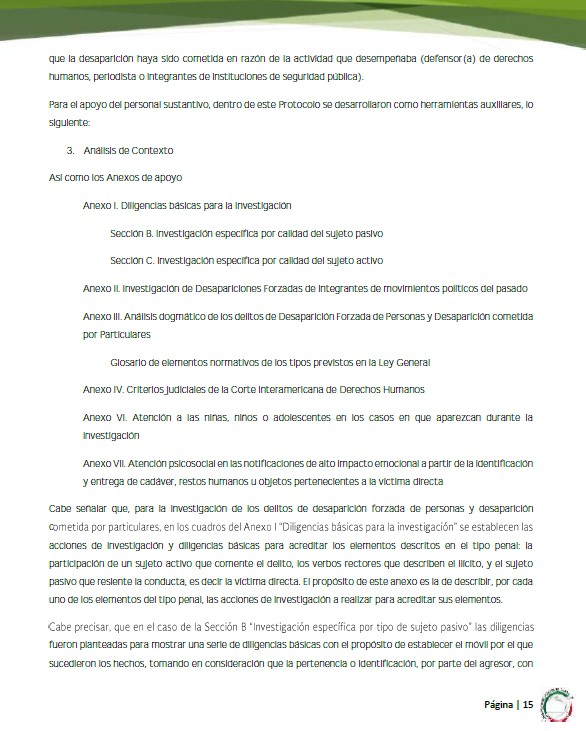 que la desaparición haya sido cometida en razón de la actividad que desempeñaba (defensor(a) de derechos
humanos, periodista o integrantes de instituciones de seguridad pública).
Para el apoyo del personal sustantivo, dentro de este Protocolo se desarrollaron como herramientas auxiliares, lo
siguiente:
3. Análisis de Contexto
Así como los Anexos de apoyo
Anexo I. Diligencias básicas para la investigación
Sección B. Investigación específica por calidad del sujeto pasivo
Sección C. Investigación específica por calidad del sujeto activo
Anexo II. Investigación de Desapariciones Forzadas de integrantes de movimientos políticos del pasado
Anexo III. Análisis dogmático de los delitos de Desaparición Forzada de Personas y Desaparición cometida
por Particulares
Glosario de elementos normativos de los tipos previstos en la Ley General
Anexo IV. Criterios judiciales de la Corte Interamericana de Derechos Humanos
Anexo VI. Atención a las niñas, niños o adolescentes en los casos en que aparezcan durante la
investigación
Anexo VII. Atención psicosocial en las notificaciones de alto impacto emocional a partir de la identificación
y entrega de cadáver, restos humanos u objetos pertenecientes a la víctima directa
Cabe señalar que, para la investigación de los delitos de desaparición forzada de personas y desaparición
cometida por particulares, en los cuadros del Anexo I “Diligencias básicas para la investigación” se establecen las
acciones de investigación y diligencias básicas para acreditar los elementos descritos en el tipo penal: la
participación de un sujeto activo que comente el delito, los verbos rectores que describen el ilícito, y el sujeto
pasivo que resiente la conducta, es decir la víctima directa. El propósito de este anexo es la de describir, por cada
uno de los elementos del tipo penal, las acciones de investigación a realizar para acreditar sus elementos.
Cabe precisar, que en el caso de la Sección B “Investigación específica por tipo de sujeto pasivo” las diligencias
fueron planteadas para mostrar una serie de diligencias básicas con el propósito de establecer el móvil por el que
sucedieron los hechos, tomando en consideración que la pertenencia o identificación, por parte del agresor, con
Página | 15